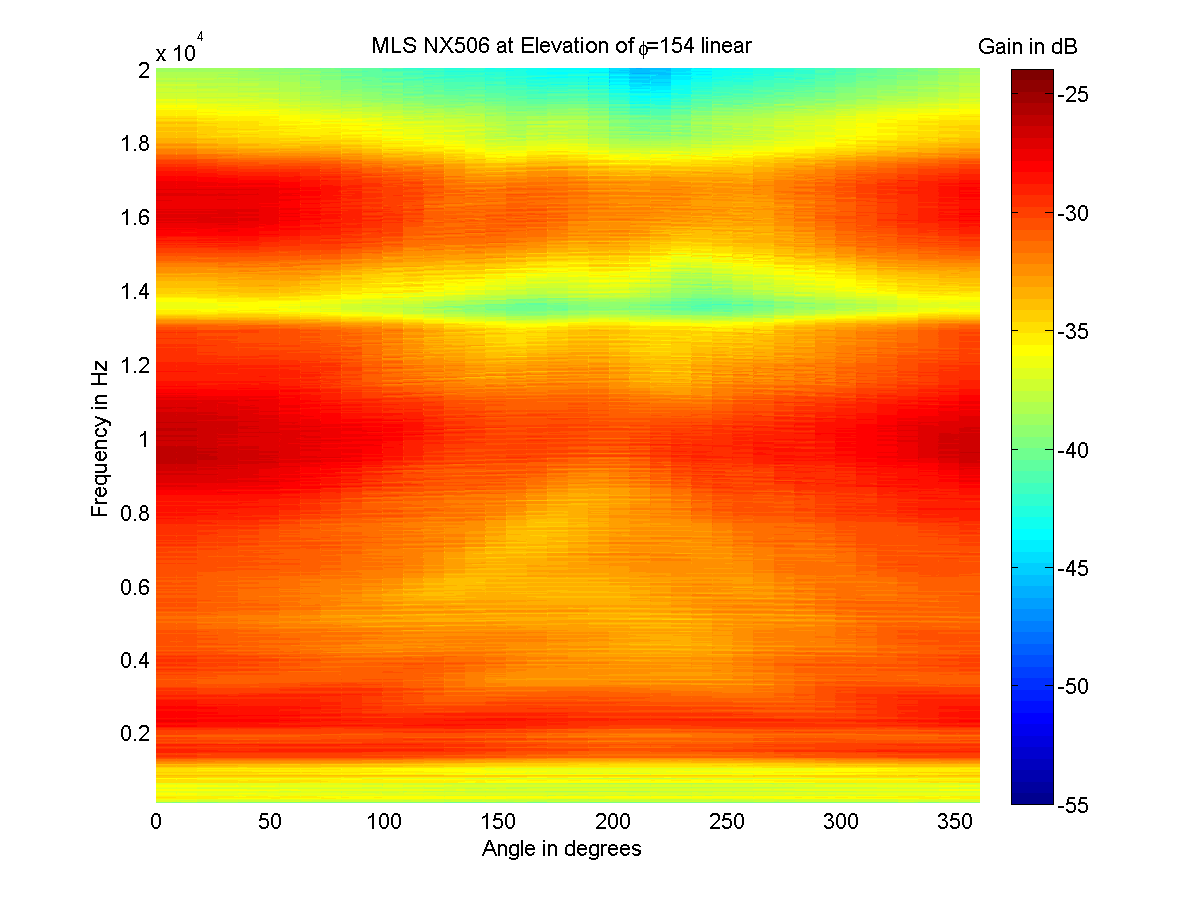 MLS NX506 at Elevation of ϕ=154 linear
Gain in dB
x 10^4
2
1.8
1.6
1.4
1.2
1
0.8
0.6
0.4
0.2
Frequency in Hz
0 50 100 150 200 250 300 350
Angle in degrees
-25
-30
-35
-40
-45
-50
-55